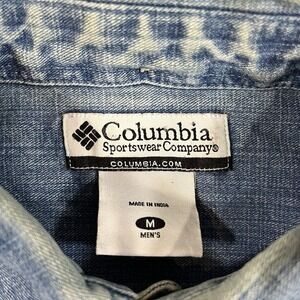 Columbia
Sportswear Company®
COLUMBIA.COM
MADE IN INDIA
M
MEN'S